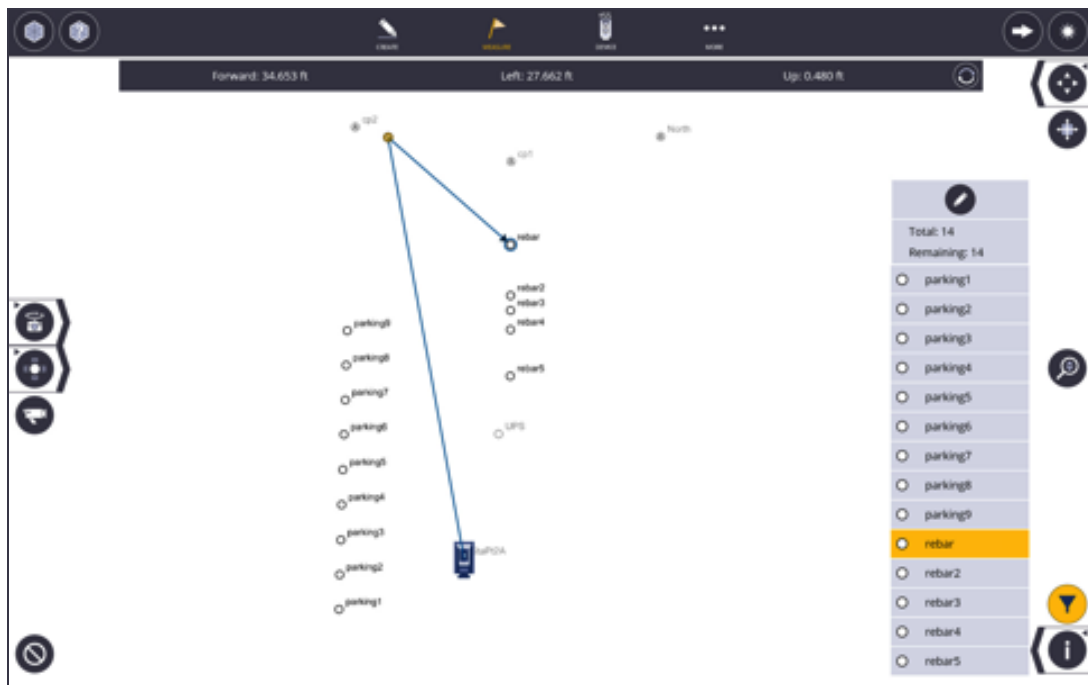 CREATE
MEASURE
DEVICE
MORE
Forward: 34.653 ft
Left: 27.662 ft
Up: 0.480 ft
cp2
North
cp1
rebar
rebar2
rebar3
rebar4
rebar5
UPS
parking9
parking8
parking7
parking6
parking5
parking4
parking3
parking2
parking1
Total: 14
Remaining: 14
parking1
parking2
parking3
parking4
parking5
parking6
parking7
parking8
parking9
rebar
rebar2
rebar3
rebar4
rebar5